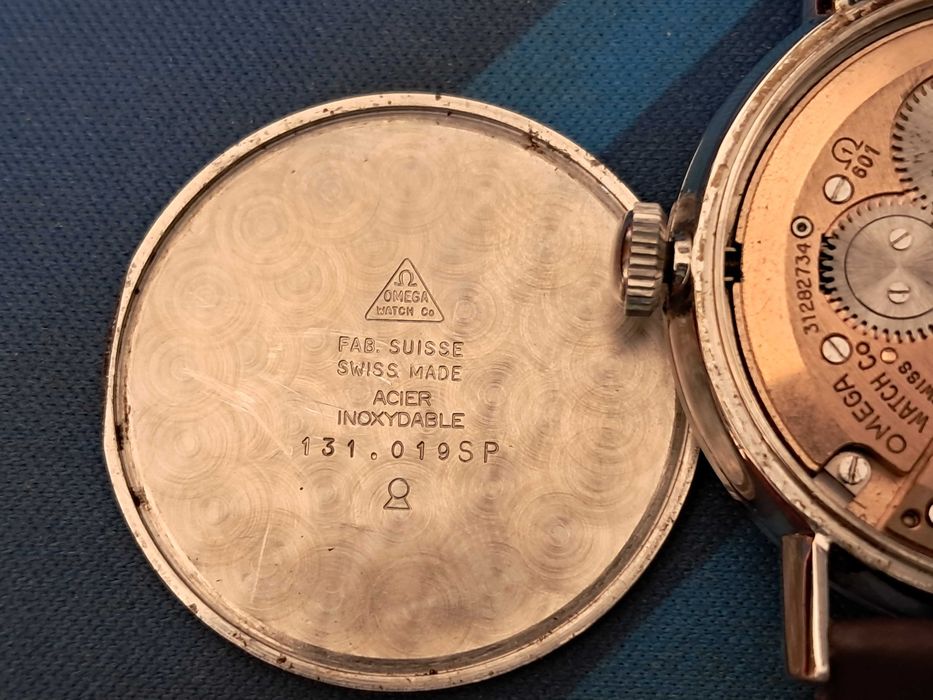 Ω
OMEGA
WATCH Co
FAB. SUISSE
SWISS MADE
ACIER
INOXYDABLE
131.019SP
Ω
601
31282734
OMEGA
WATCH Co
SWISS